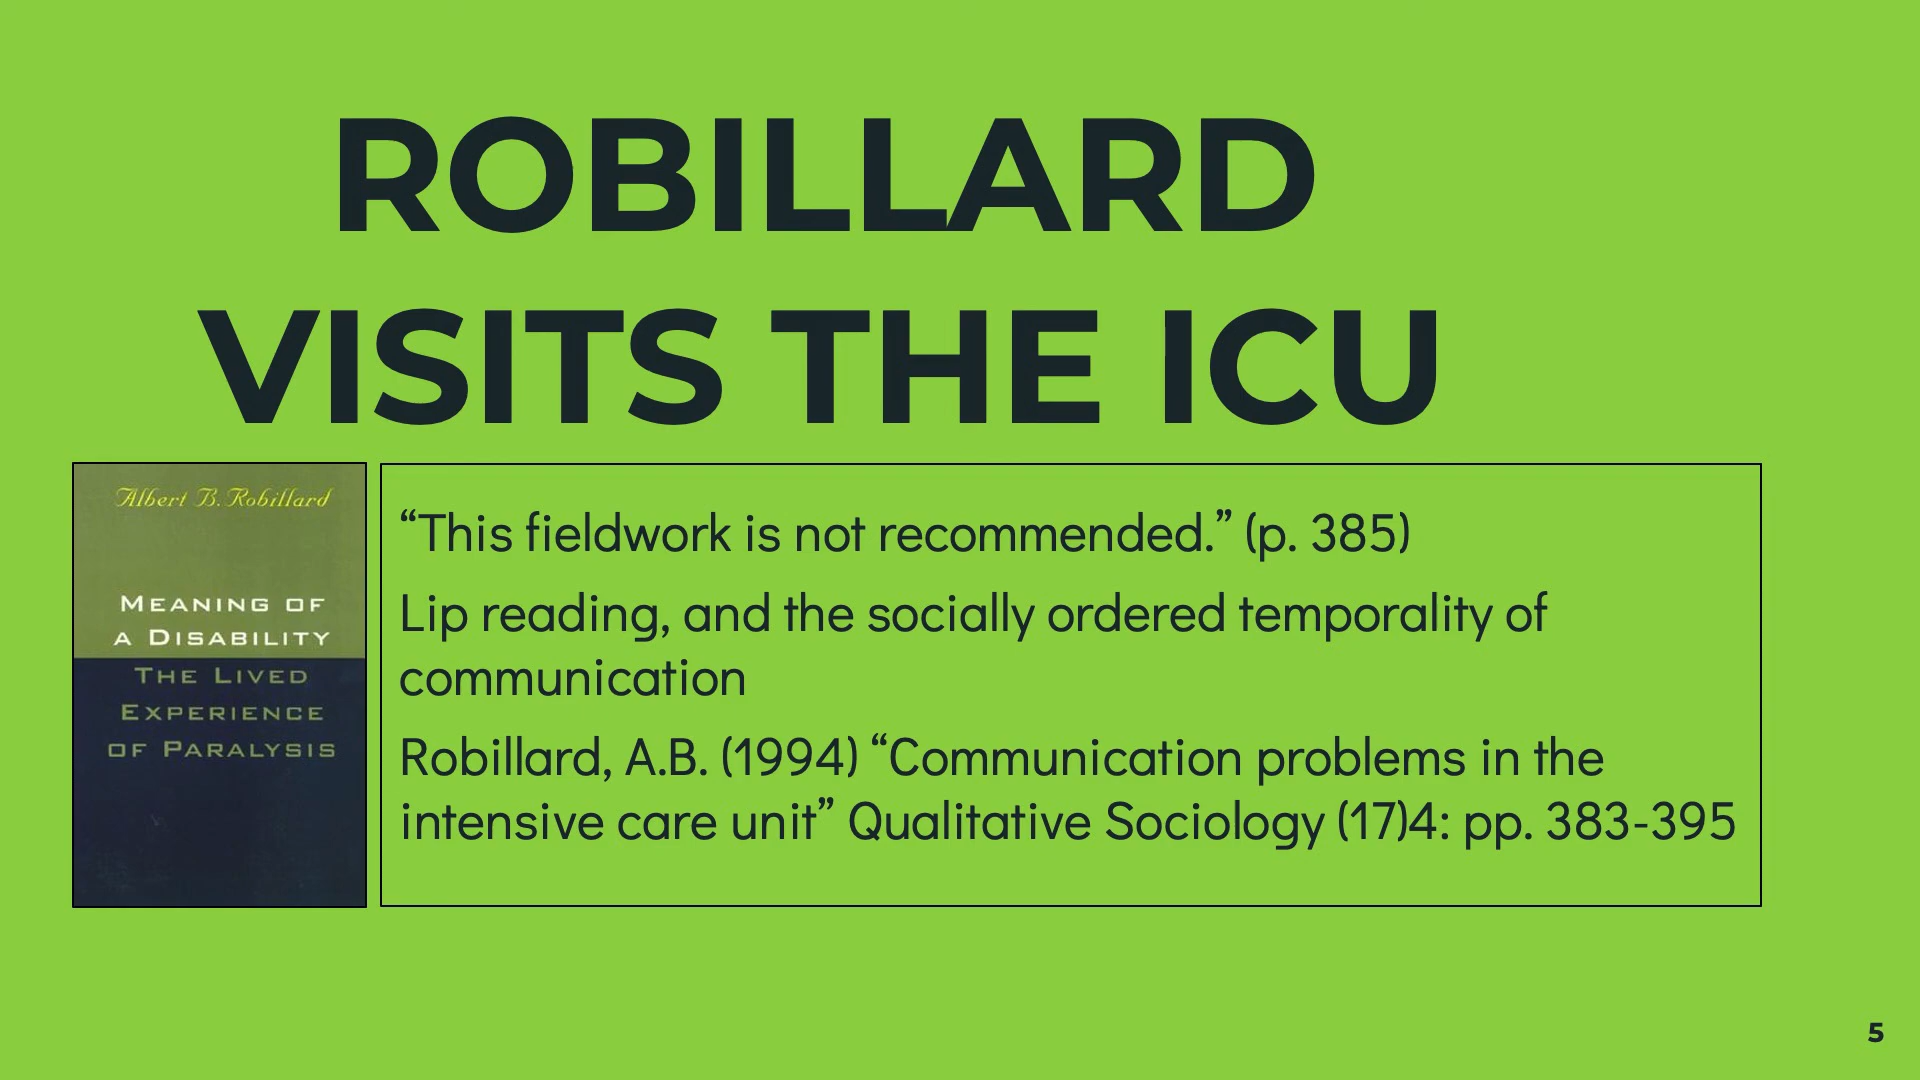 ROBILLARD
VISITS THE ICU
Albert B. Robillard
MEANING OF
A DISABILITY
THE LIVED
EXPERIENCE
OF PARALYSIS
“This fieldwork is not recommended.” (p. 385)
Lip reading, and the socially ordered temporality of
communication
Robillard, A.B. (1994) “Communication problems in the
intensive care unit” Qualitative Sociology (17)4: pp. 383-395
5